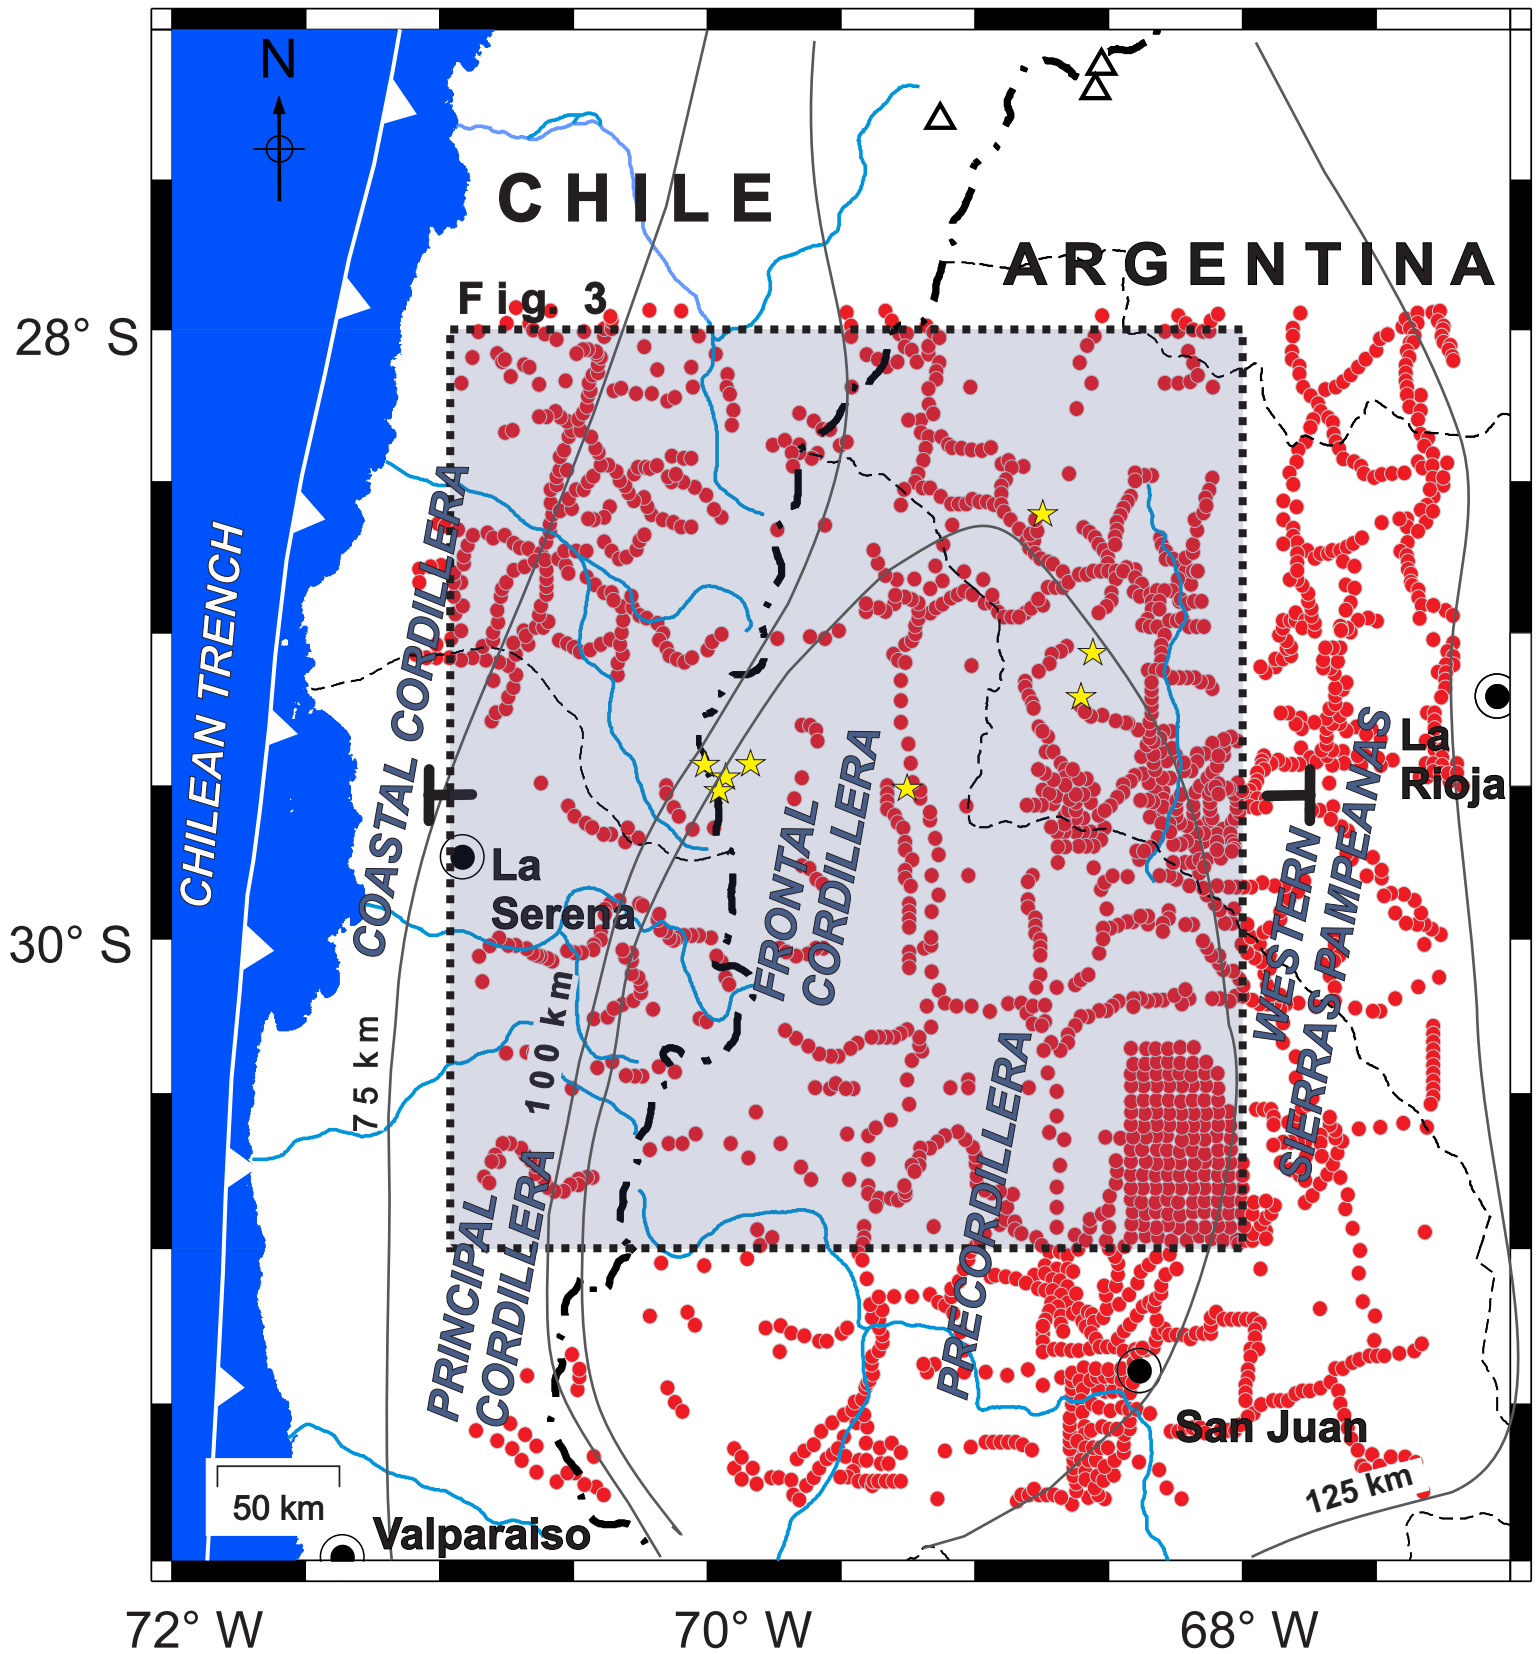 N
CHILE
ARGENTINA
Fig. 3
28° S
CHILEAN TRENCH
COASTAL CORDILLERA
La
Rioja
La
Serena
FRONTAL
CORDILLERA
30° S
WESTERN
SIERRAS PAMPEANAS
75 km
100 km
PRECORDILLERA
PRINCIPAL
CORDILLERA
San Juan
125 km
50 km
Valparaiso
72° W
70° W
68° W